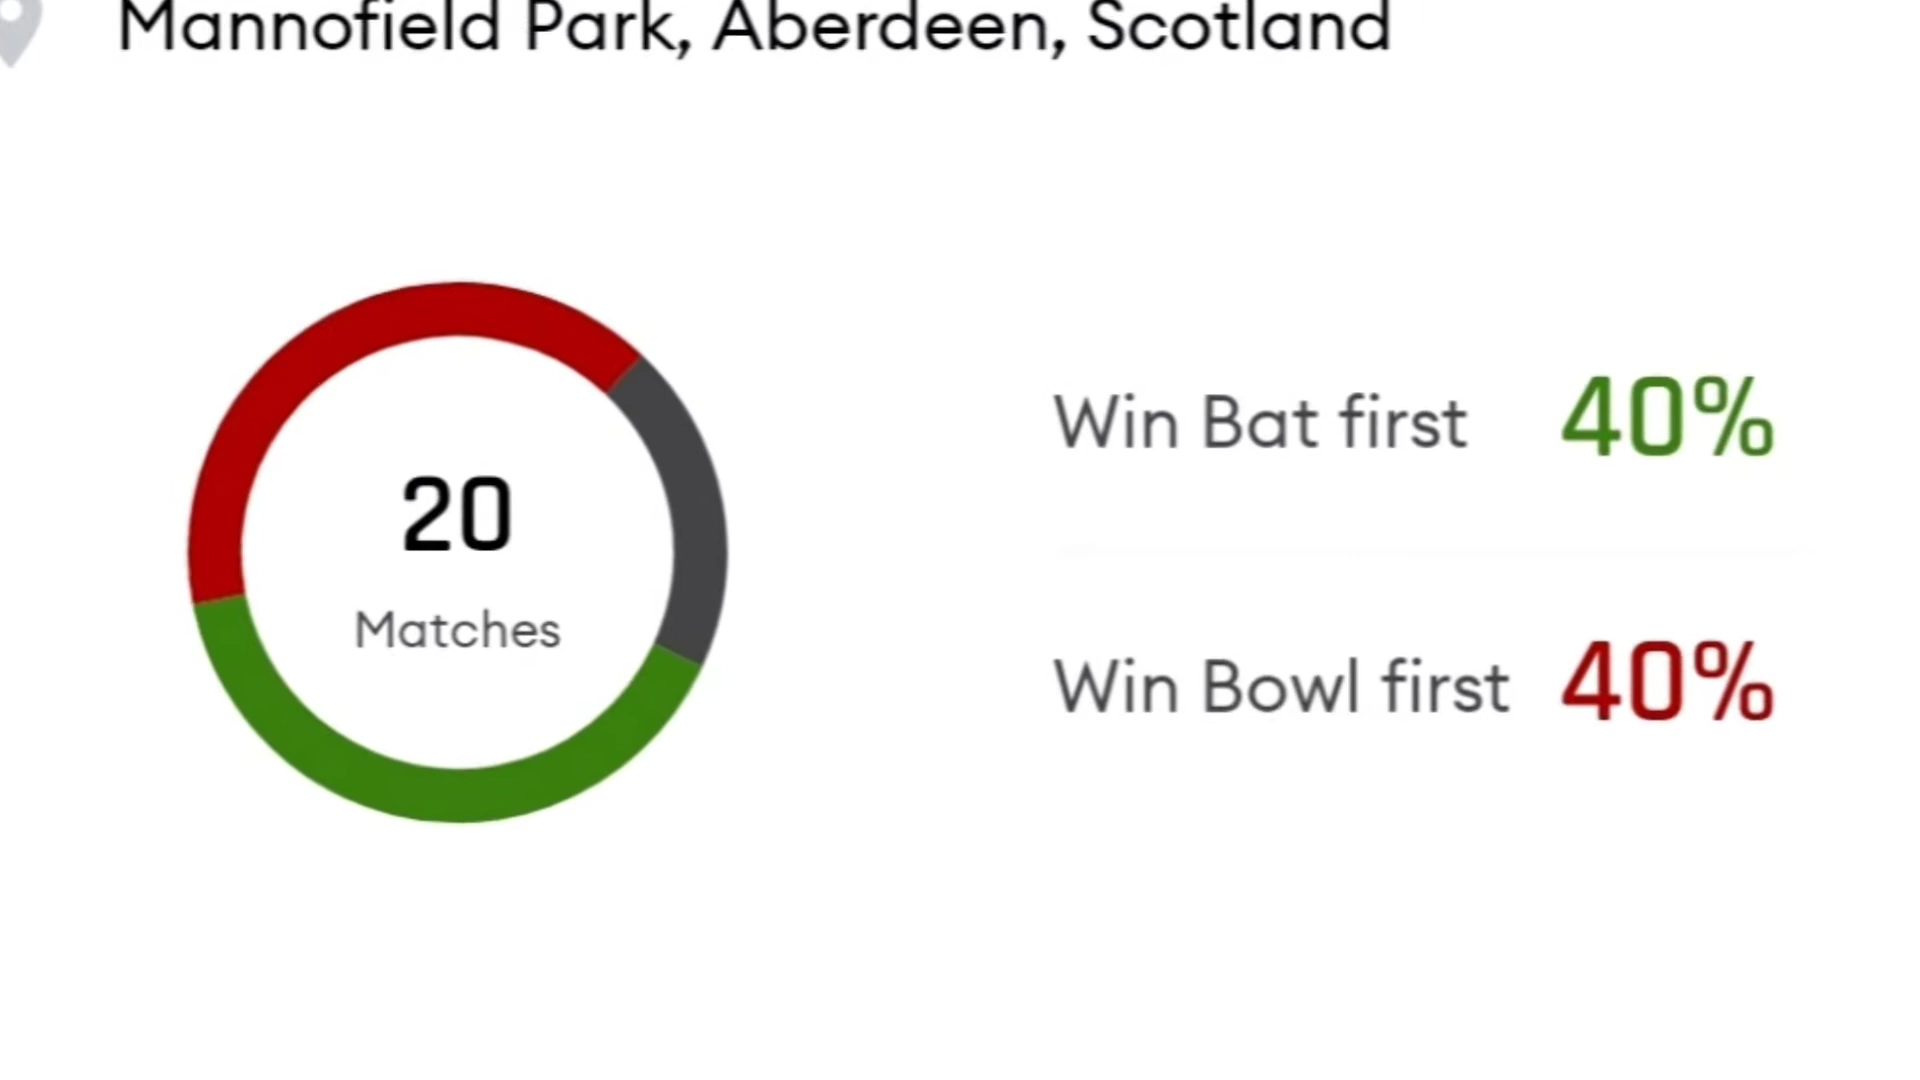 Mannofield Park, Aberdeen, Scotland
20
Matches
Win Bat first 40%
Win Bowl first 40%